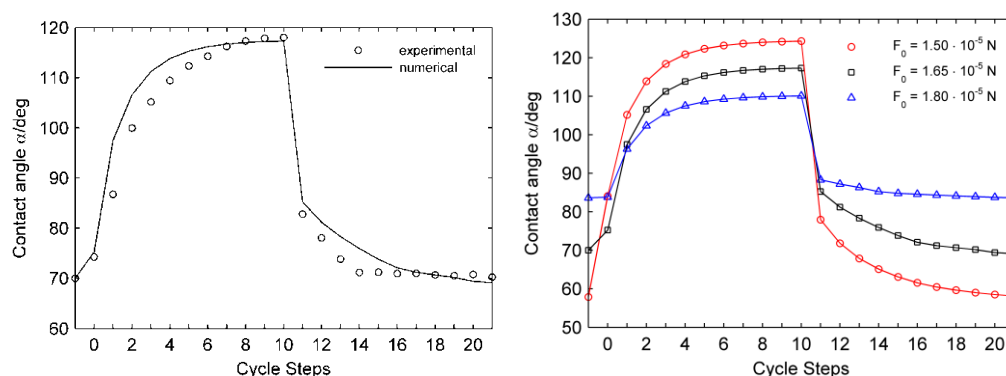 120
110
100
90
80
70
60
Contact angle α/deg
experimental
numerical
0 2 4 6 8 10 12 14 16 18 20
Cycle Steps
130
120
110
100
90
80
70
60
50
Contact angle α/deg
F₀ = 1.50 · 10⁻⁵ N
F₀ = 1.65 · 10⁻⁵ N
F₀ = 1.80 · 10⁻⁵ N
0 2 4 6 8 10 12 14 16 18 20
Cycle Steps